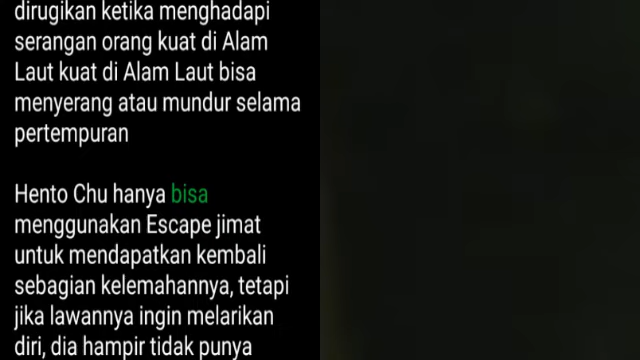 dirugikan ketika menghadapi
serangan orang kuat di Alam
Laut kuat di Alam Laut bisa
menyerang atau mundur selama
pertempuran
Hento Chu hanya bisa
menggunakan Escape jimat
untuk mendapatkan kembali
sebagian kelemahannya, tetapi
jika lawannya ingin melarikan
diri, dia hampir tidak punya